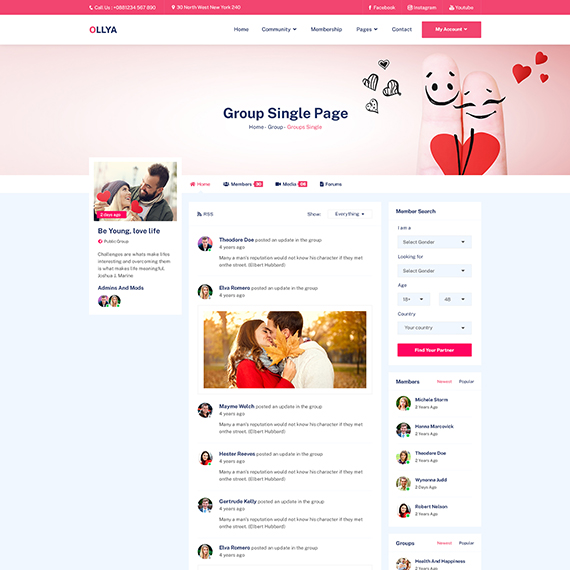 Call Us : +0881234 567 890
30 North West New York 240
Facebook
Instagram
Youtube
OLLYA
Home
Community
Membership
Pages
Contact
My Account
Group Single Page
Home - Group - Groups Single
2 days ago
Be Young, love life
Public Group
Challenges are whats make lifes
interesting and overcoming them
is what makes life meaningful.
Joshua J. Marine
Admins And Mods
Home
Members 30
Media 06
Forums
RSS
Show:
Everything
Theodore Doe posted an update in the group
4 years ago
Many a man's reputation would not know his character if they met
onthe street. (Elbert Hubbard)
Elva Romero posted an update in the group
4 years ago
Mayme Welch posted an update in the group
4 years ago
Many a man's reputation would not know his character if they met
onthe street. (Elbert Hubbard)
Hester Reeves posted an update in the group
4 years ago
Many a man's reputation would not know his character if they met
onthe street. (Elbert Hubbard)
Gertrude Kelly posted an update in the group
4 years ago
Many a man's reputation would not know his character if they met
onthe street. (Elbert Hubbard)
Elva Romero posted an update in the group
4 years ago
Member Search
I am a
Select Gender
Looking for
Select Gender
Age
18+
48
Country
Your country
Find Your Partner
Members
Newest
Popular
Michele Storm
2 Years Ago
Hanna Marcovick
2 Years Ago
Theodore Doe
2 Years Ago
Wynonna Judd
2 Days Ago
Robert Nelson
2 Years Ago
Groups
Newest
Popular
Health And Happiness
2 Years Ago